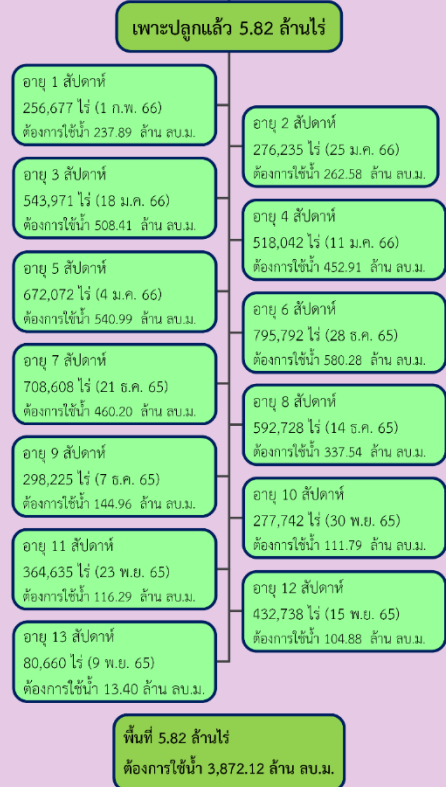 เพาะปลูกแล้ว 5.82 ล้านไร่
อายุ 1 สัปดาห์
256,677 ไร่ (1 ก.พ. 66)
ต้องการใช้น้ำ 237.89 ล้าน ลบ.ม.
อายุ 2 สัปดาห์
276,235 ไร่ (25 ม.ค. 66)
ต้องการใช้น้ำ 262.58 ล้าน ลบ.ม.
อายุ 3 สัปดาห์
543,971 ไร่ (18 ม.ค. 66)
ต้องการใช้น้ำ 508.41 ล้าน ลบ.ม.
อายุ 4 สัปดาห์
518,042 ไร่ (11 ม.ค. 66)
ต้องการใช้น้ำ 452.91 ล้าน ลบ.ม.
อายุ 5 สัปดาห์
672,072 ไร่ (4 ม.ค. 66)
ต้องการใช้น้ำ 540.99 ล้าน ลบ.ม.
อายุ 6 สัปดาห์
795,792 ไร่ (28 ธ.ค. 65)
ต้องการใช้น้ำ 580.28 ล้าน ลบ.ม.
อายุ 7 สัปดาห์
708,608 ไร่ (21 ธ.ค. 65)
ต้องการใช้น้ำ 460.20 ล้าน ลบ.ม.
อายุ 8 สัปดาห์
592,728 ไร่ (14 ธ.ค. 65)
ต้องการใช้น้ำ 337.54 ล้าน ลบ.ม.
อายุ 9 สัปดาห์
298,225 ไร่ (7 ธ.ค. 65)
ต้องการใช้น้ำ 144.96 ล้าน ลบ.ม.
อายุ 10 สัปดาห์
277,742 ไร่ (30 พ.ย. 65)
ต้องการใช้น้ำ 111.79 ล้าน ลบ.ม.
อายุ 11 สัปดาห์
364,635 ไร่ (23 พ.ย. 65)
ต้องการใช้น้ำ 116.29 ล้าน ลบ.ม.
อายุ 12 สัปดาห์
432,738 ไร่ (15 พ.ย. 65)
ต้องการใช้น้ำ 104.88 ล้าน ลบ.ม.
อายุ 13 สัปดาห์
80,660 ไร่ (9 พ.ย. 65)
ต้องการใช้น้ำ 13.40 ล้าน ลบ.ม.
พื้นที่ 5.82 ล้านไร่
ต้องการใช้น้ำ 3,872.12 ล้าน ลบ.ม.